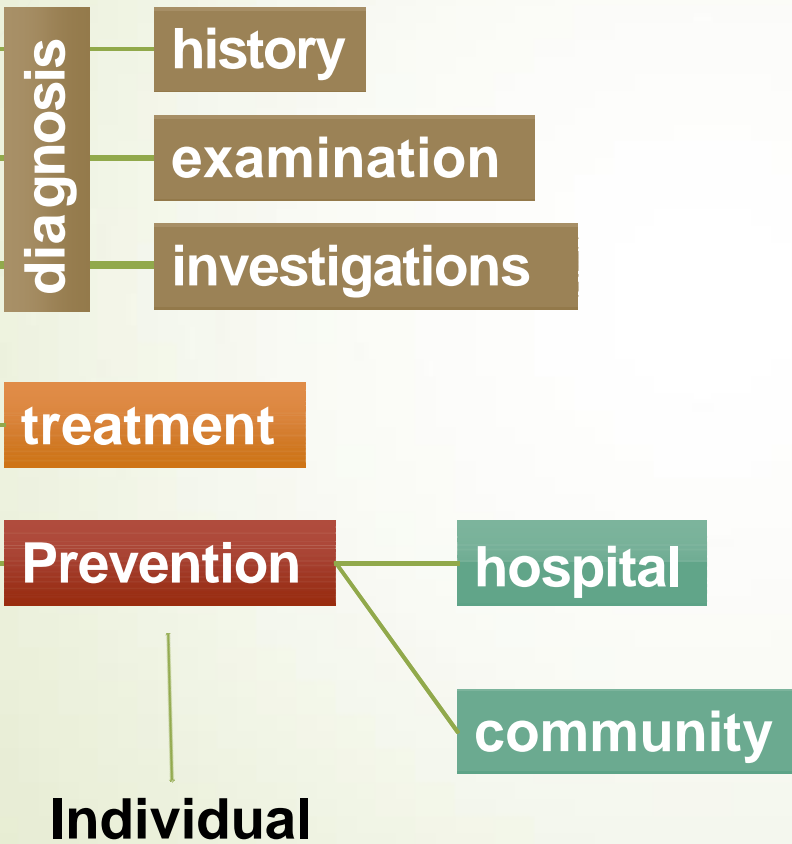 diagnosis
history
examination
investigations
treatment
Prevention
hospital
community
Individual